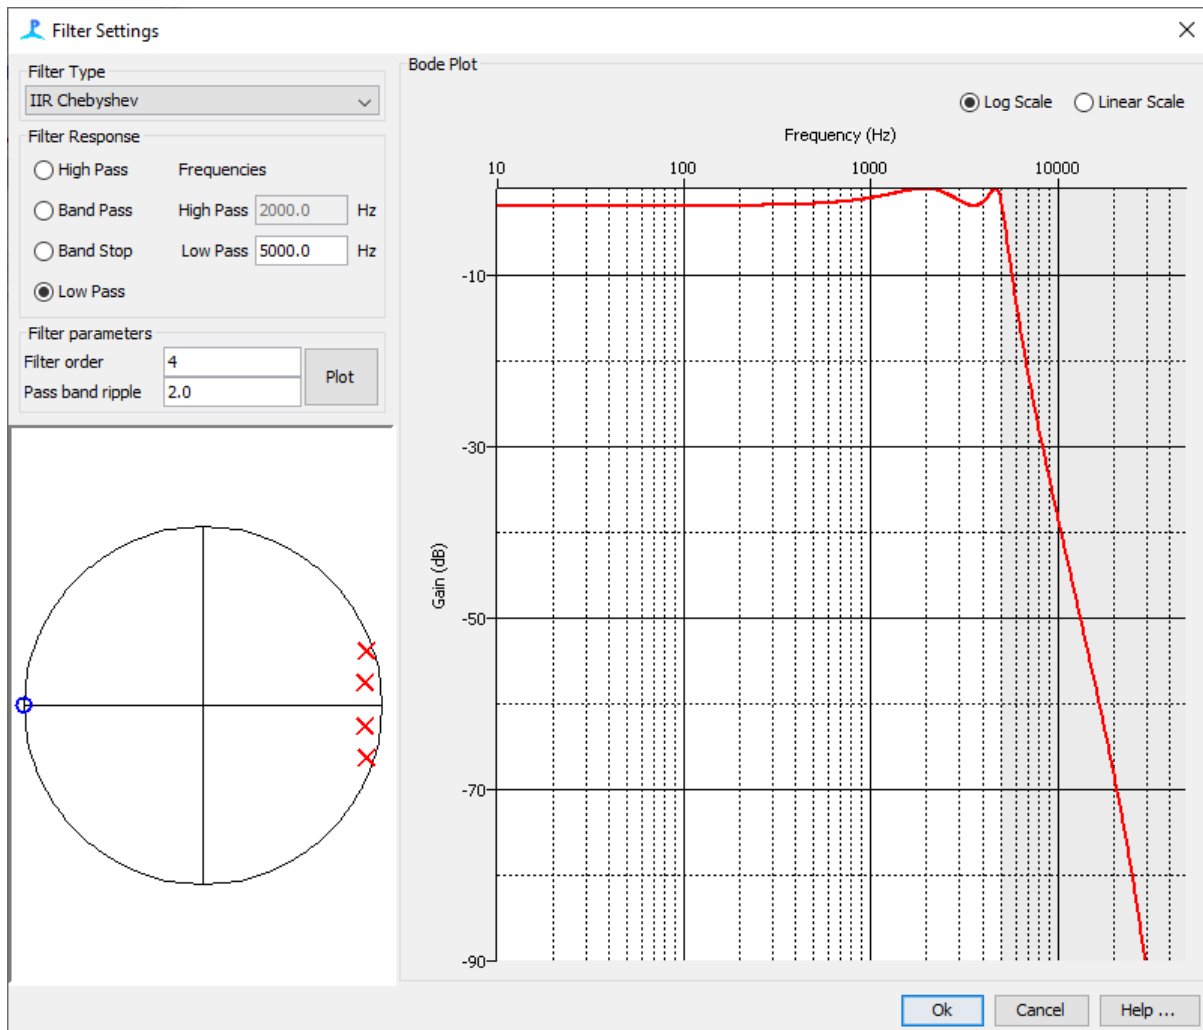 Filter Settings
Filter Type
IIR Chebyshev
Filter Response
High Pass
Frequencies
Band Pass
High Pass 2000.0 Hz
Band Stop
Low Pass 5000.0 Hz
Low Pass
Filter parameters
Filter order 4
Pass band ripple 2.0
Plot
Bode Plot
Log Scale
Linear Scale
Frequency (Hz)
10 100 1000 10000
-10
-30
Gain (dB)
-50
-70
-90
Ok
Cancel
Help ...